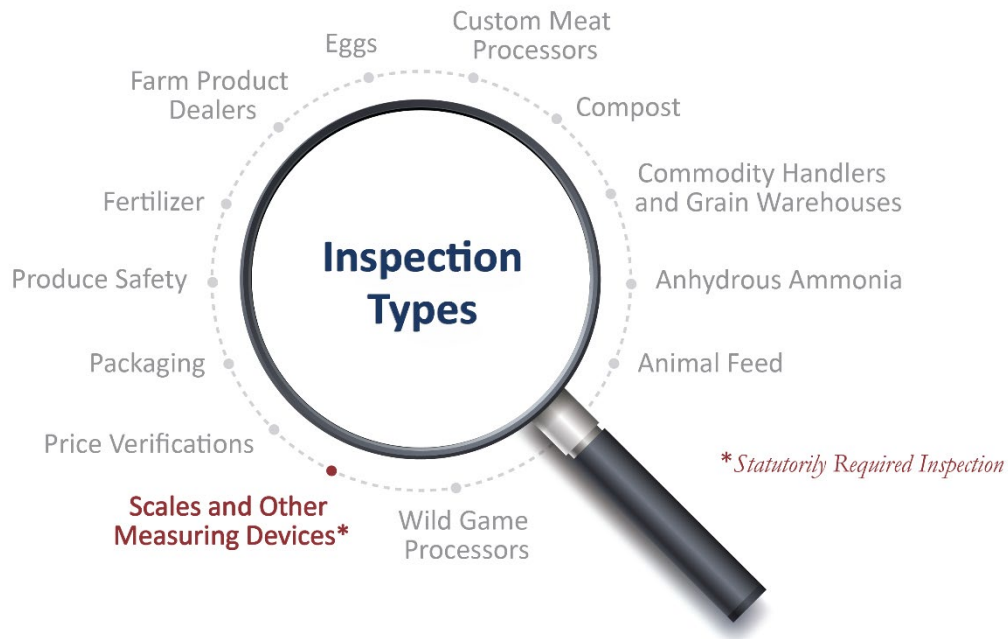 Eggs
Custom Meat
Processors
Farm Product
Dealers
Compost
Fertilizer
Commodity Handlers
and Grain Warehouses
Inspection
Types
Produce Safety
Anhydrous Ammonia
Packaging
Animal Feed
Price Verifications
*Statutorily Required Inspection
Scales and Other
Measuring Devices*
Wild Game
Processors